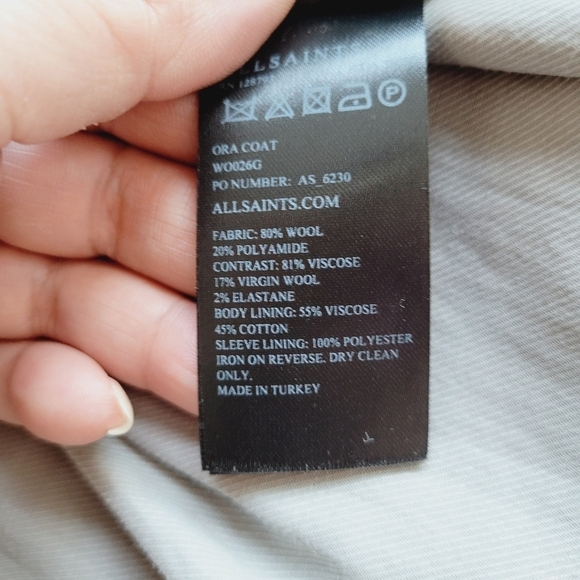 ALLSAINTS
ORA COAT
WO026G
PO NUMBER: AS_6230
ALLSAINTS.COM
FABRIC: 80% WOOL
20% POLYAMIDE
CONTRAST: 81% VISCOSE
17% VIRGIN WOOL
2% ELASTANE
BODY LINING: 55% VISCOSE
45% COTTON
SLEEVE LINING: 100% POLYESTER
IRON ON REVERSE. DRY CLEAN
ONLY.
MADE IN TURKEY